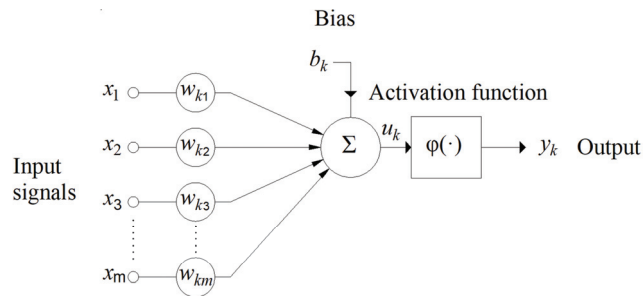 Bias
b_k
x_1 w_k1
Activation function
x_2 w_k2 Σ u_k φ(·) y_k Output
Input
signals
x_3 w_k3
x_m w_km